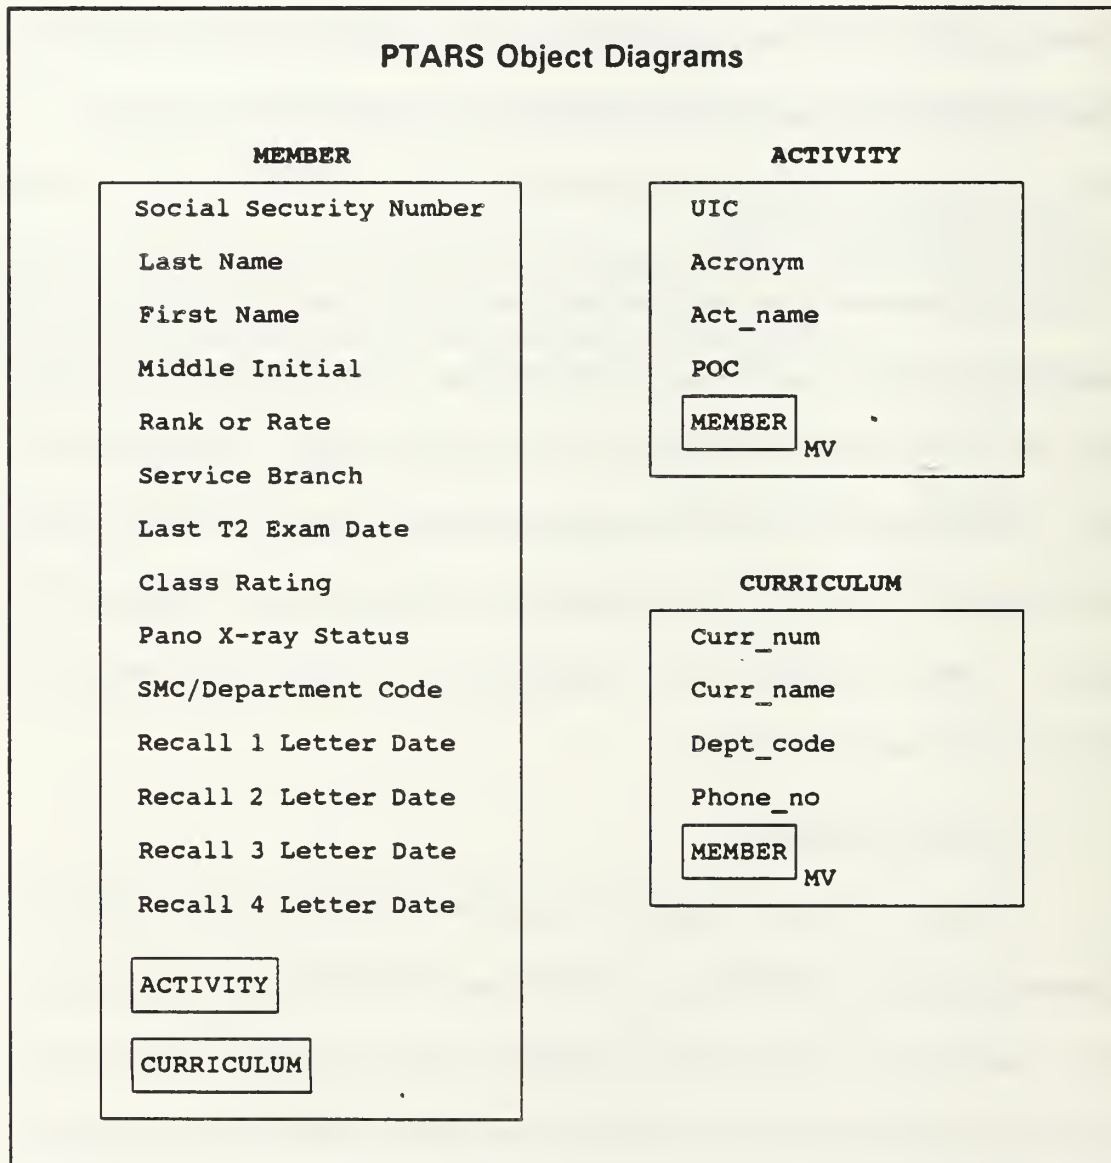 PTARS Object Diagrams
MEMBER
Social Security Number
Last Name
First Name
Middle Initial
Rank or Rate
Service Branch
Last T2 Exam Date
Class Rating
Pano X-ray Status
SMC/Department Code
Recall 1 Letter Date
Recall 2 Letter Date
Recall 3 Letter Date
Recall 4 Letter Date
ACTIVITY
CURRICULUM
ACTIVITY
UIC
Acronym
Act_name
POC
MEMBER
MV
CURRICULUM
Curr_num
Curr_name
Dept_code
Phone_no
MEMBER
MV